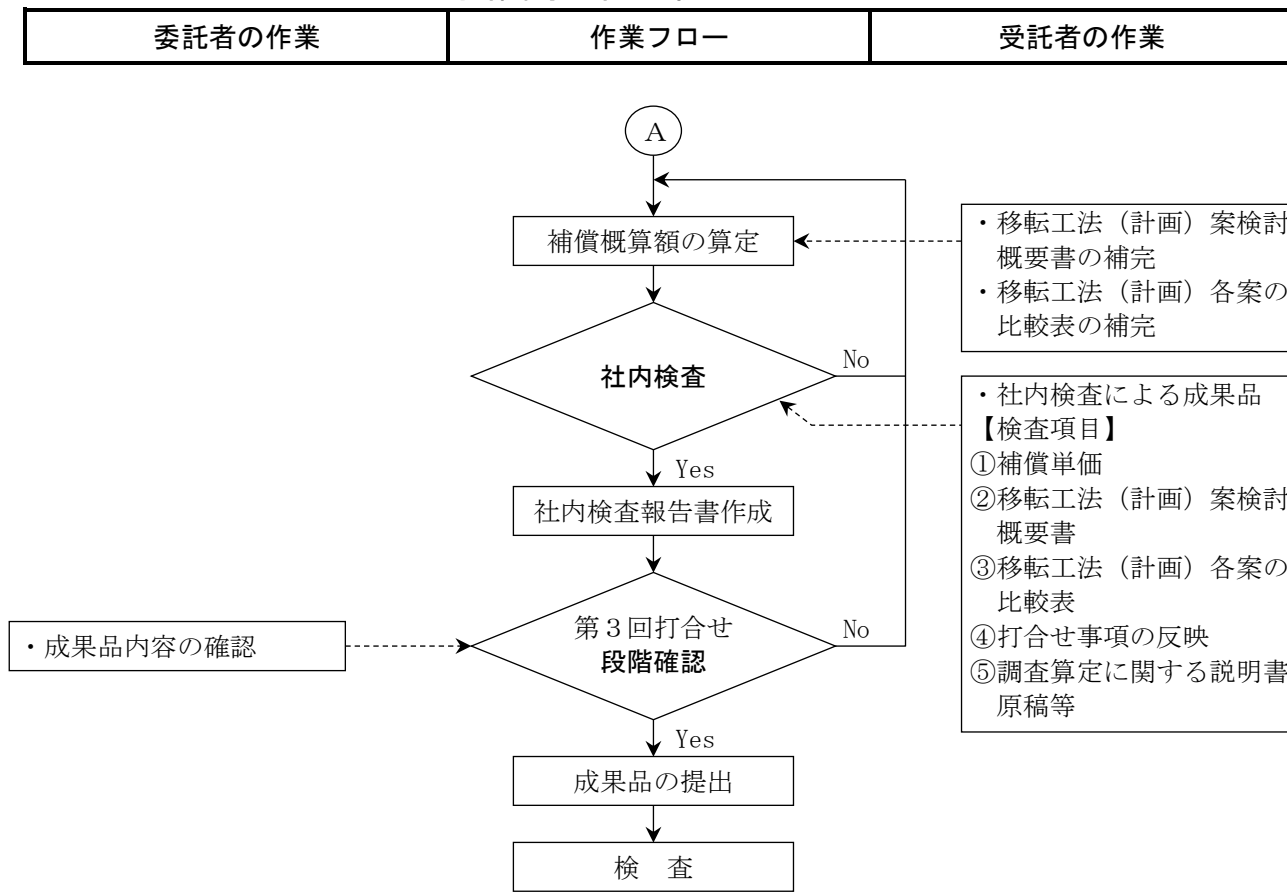 委託者の作業
作業フロー
受託者の作業
A
補償概算額の算定
・移転工法（計画）案検討
概要書の補完
・移転工法（計画）各案の
比較表の補完
社内検査
No
・社内検査による成果品
【検査項目】
①補償単価
②移転工法（計画）案検討
概要書
③移転工法（計画）各案の
比較表
④打合せ事項の反映
⑤調査算定に関する説明書
原稿等
Yes
社内検査報告書作成
・成果品内容の確認
第３回打合せ
段階確認
No
Yes
成果品の提出
検　査